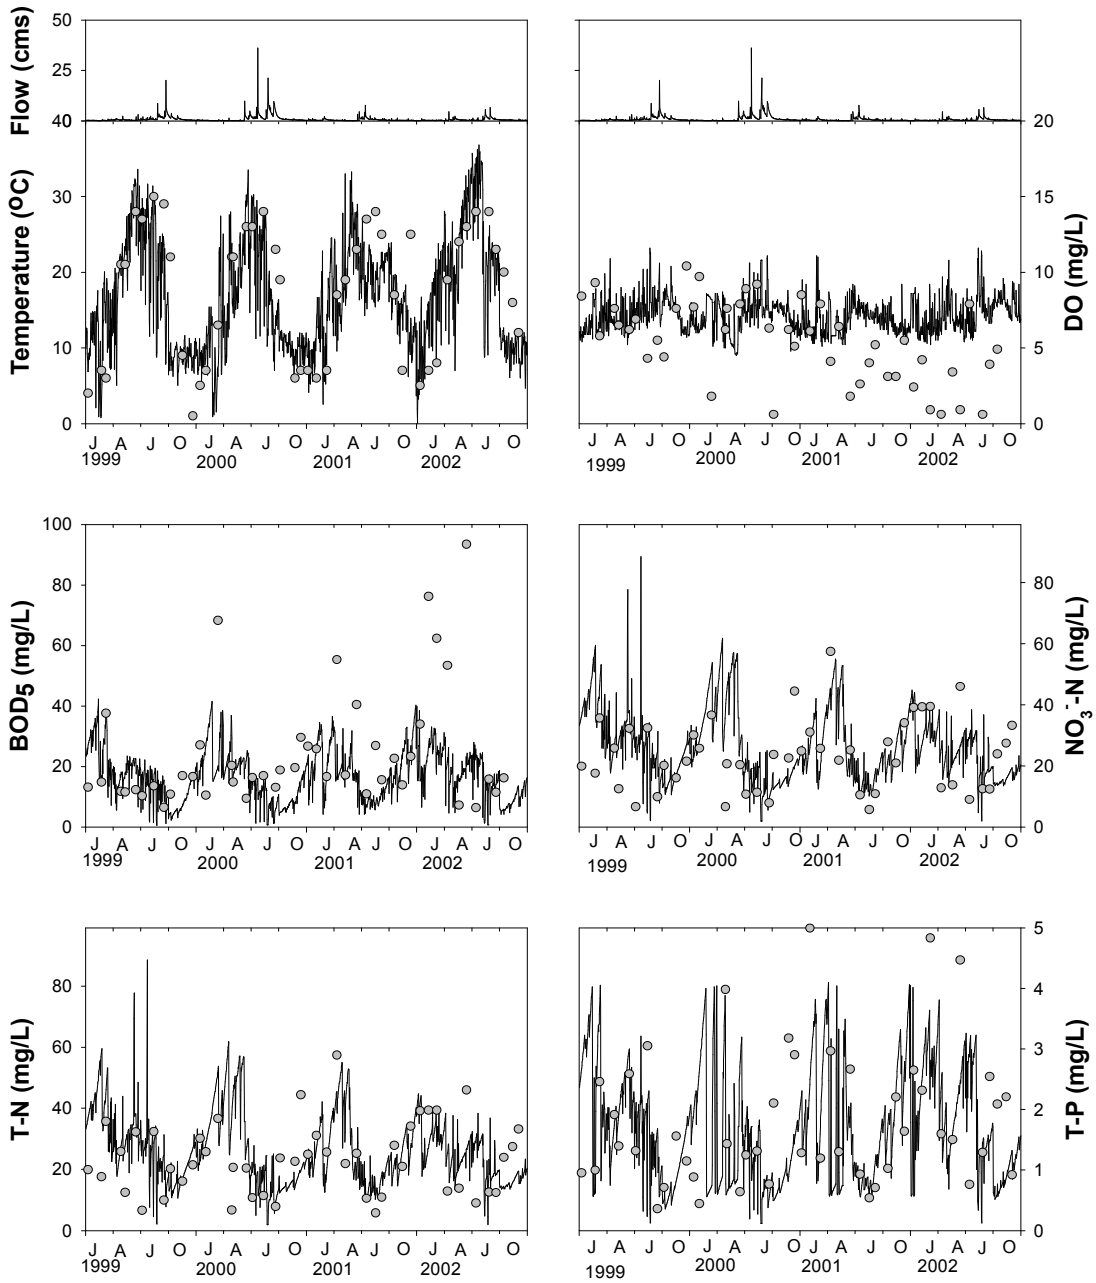 Flow (cms)
50
25
40
20
Temperature (ºC)
30
20
10
0
DO (mg/L)
15
10
5
0
J A J O J A J O J A J O J A J O
1999 2000 2001 2002
J A J O J A J O J A J O J A J O
1999 2000 2001 2002
BOD5 (mg/L)
100
80
60
40
20
0
NO3--N (mg/L)
80
60
40
20
0
J A J O J A J O J A J O J A J O
1999 2000 2001 2002
J A J O J A J O J A J O J A J O
1999 2000 2001 2002
T-N (mg/L)
80
60
40
20
0
T-P (mg/L)
5
4
3
2
1
0
J A J O J A J O J A J O J A J O
1999 2000 2001 2002
J A J O J A J O J A J O J A J O
1999 2000 2001 2002